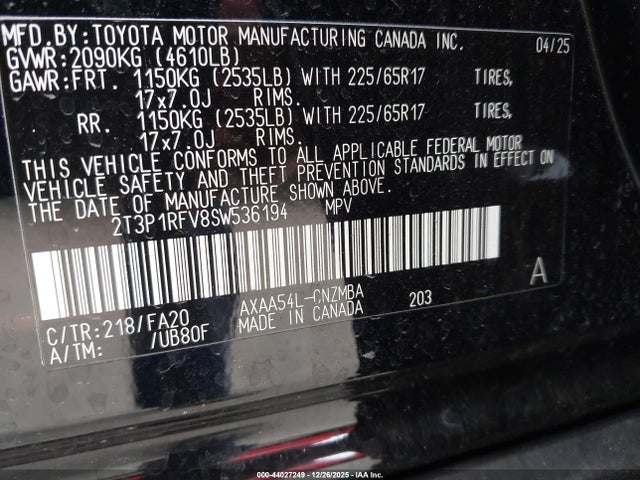 MFD.BY:TOYOTA MOTOR MANUFACTURING CANADA INC. 04/25
GVWR:2090KG (4610LB)
GAWR:FRT. 1150KG (2535LB) WITH 225/65R17 TIRES,
17x7.0J RIMS.
RR. 1150KG (2535LB) WITH 225/65R17 TIRES,
17x7.0J RIMS.
THIS VEHICLE CONFORMS TO ALL APPLICABLE FEDERAL MOTOR
VEHICLE SAFETY AND THEFT PREVENTION STANDARDS IN EFFECT ON
THE DATE OF MANUFACTURE SHOWN ABOVE.
2T3P1RFV8SW536194 MPV
A
C/TR:218/FA20 AXAA54L-CNZMBA 203
A/TM: /UB80F MADE IN CANADA
000-44027249 - 12/26/2025 - IAA Inc.